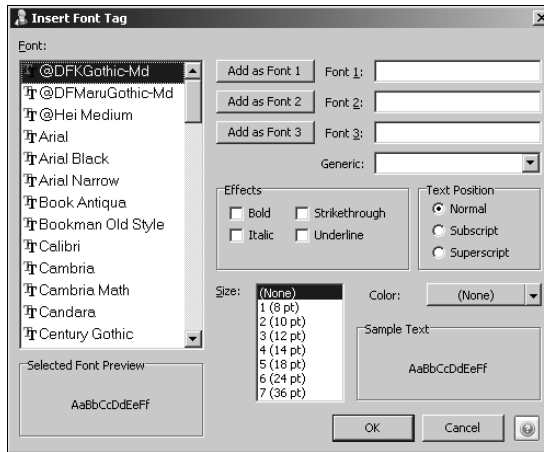 Insert Font Tag
Font:
@DFKGothic-Md
@DFMaruGothic-Md
@Hei Medium
Arial
Arial Black
Arial Narrow
Book Antiqua
Bookman Old Style
Calibri
Cambria
Cambria Math
Candara
Century Gothic
Selected Font Preview
AaBbCcDdEeFf
Add as Font 1 Font 1:
Add as Font 2 Font 2:
Add as Font 3 Font 3:
Generic:
Effects
Bold Strikethrough
Italic Underline
Text Position
Normal
Subscript
Superscript
Size:
(None)
1 (8 pt)
2 (10 pt)
3 (12 pt)
4 (14 pt)
5 (18 pt)
6 (24 pt)
7 (36 pt)
Color: (None)
Sample Text
AaBbCcDdEeFf
OK Cancel